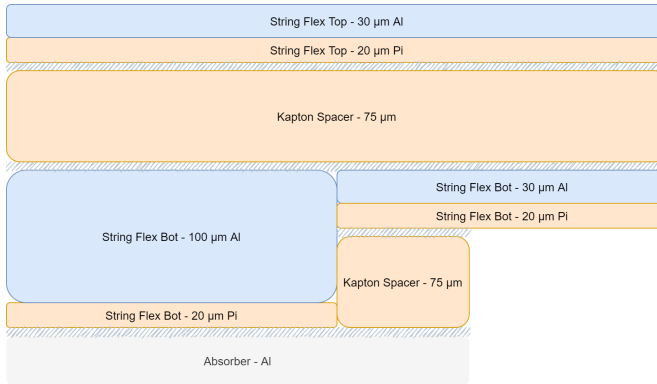 String Flex Top - 30 µm Al
String Flex Top - 20 µm Pi
Kapton Spacer - 75 µm
String Flex Bot - 30 µm Al
String Flex Bot - 20 µm Pi
String Flex Bot - 100 µm Al
Kapton Spacer - 75 µm
String Flex Bot - 20 µm Pi
Absorber - Al